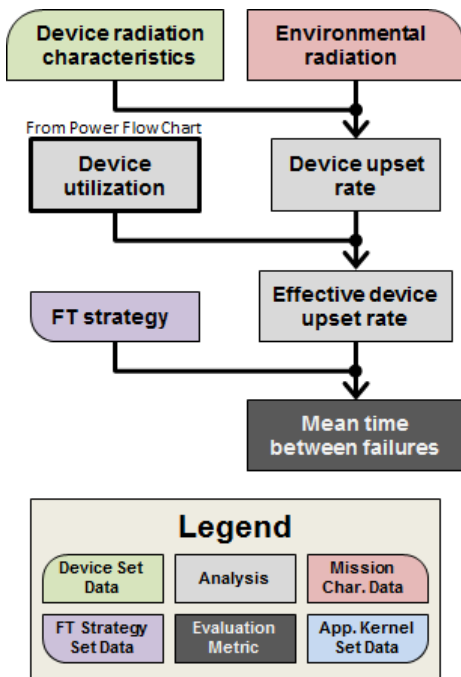 Device radiation
characteristics
Environmental
radiation
From Power Flow Chart
Device
utilization
Device upset
rate
FT strategy
Effective device
upset rate
Mean time
between failures
Legend
Device Set
Data
Analysis
Mission
Char. Data
FT Strategy
Set Data
Evaluation
Metric
App. Kernel
Set Data